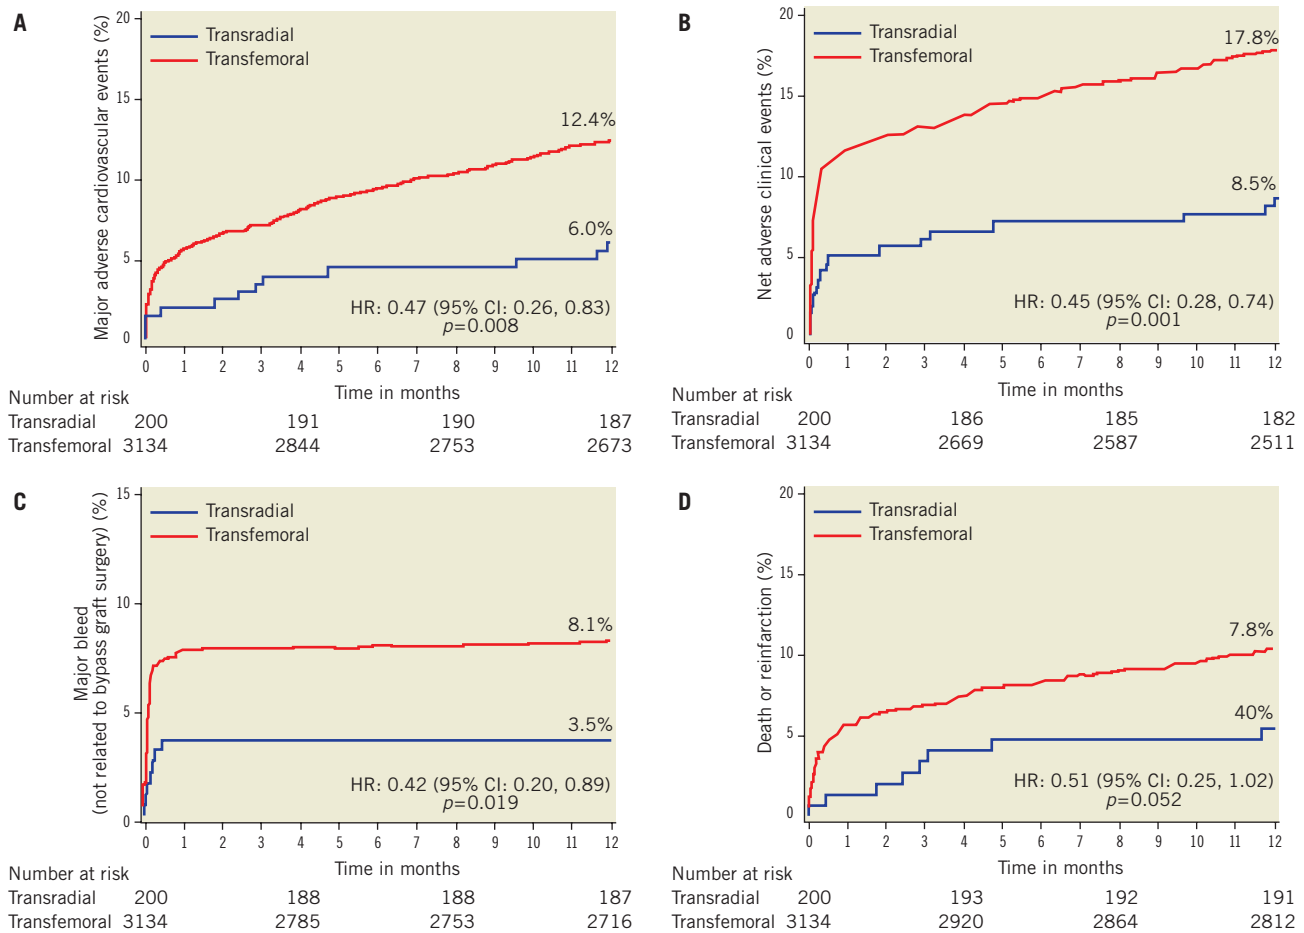 A
Major adverse cardiovascular events (%)
20
15
10
5
0
Transradial
Transfemoral
12.4%
6.0%
HR: 0.47 (95% CI: 0.26, 0.83)
p=0.008
0 1 2 3 4 5 6 7 8 9 10 11 12
Time in months
Number at risk
Transradial 200 191 190 187
Transfemoral 3134 2844 2753 2673
B
Net adverse clinical events (%)
20
15
10
5
0
Transradial
Transfemoral
17.8%
8.5%
HR: 0.45 (95% CI: 0.28, 0.74)
p=0.001
0 1 2 3 4 5 6 7 8 9 10 11 12
Time in months
Number at risk
Transradial 200 186 185 182
Transfemoral 3134 2669 2587 2511
C
Major bleed
(not related to bypass graft surgery) (%)
15
10
5
0
Transradial
Transfemoral
8.1%
3.5%
HR: 0.42 (95% CI: 0.20, 0.89)
p=0.019
0 1 2 3 4 5 6 7 8 9 10 11 12
Time in months
Number at risk
Transradial 200 188 188 187
Transfemoral 3134 2785 2753 2716
D
Death or reinfarction (%)
20
15
10
5
0
Transradial
Transfemoral
7.8%
40%
HR: 0.51 (95% CI: 0.25, 1.02)
p=0.052
0 1 2 3 4 5 6 7 8 9 10 11 12
Time in months
Number at risk
Transradial 200 193 192 191
Transfemoral 3134 2920 2864 2812